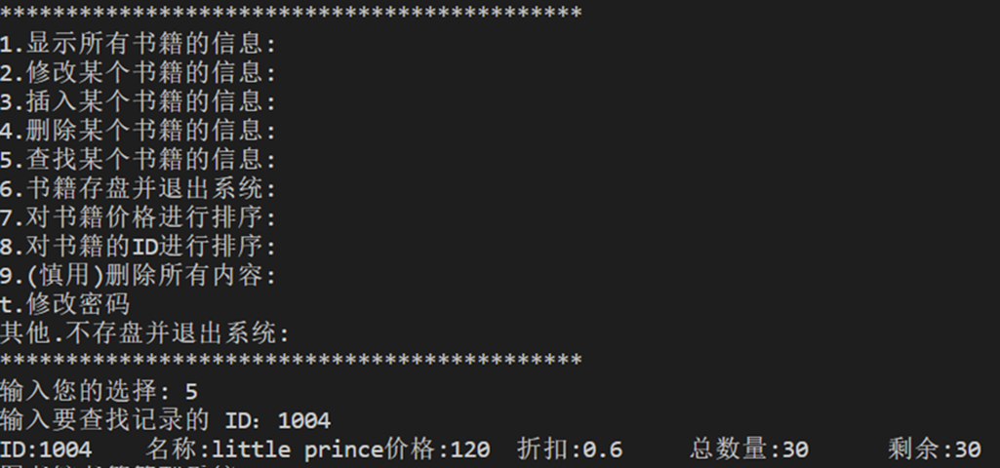 ********************************************
1.显示所有书籍的信息:
2.修改某个书籍的信息:
3.插入某个书籍的信息:
4.删除某个书籍的信息:
5.查找某个书籍的信息:
6.书籍存盘并退出系统:
7.对书籍价格进行排序:
8.对书籍的ID进行排序:
9.(慎用)删除所有内容:
t.修改密码
其他.不存盘并退出系统:
********************************************
输入您的选择: 5
输入要查找记录的 ID: 1004
ID:1004    名称:little prince价格:120  折扣:0.6     总数量:30      剩余:30